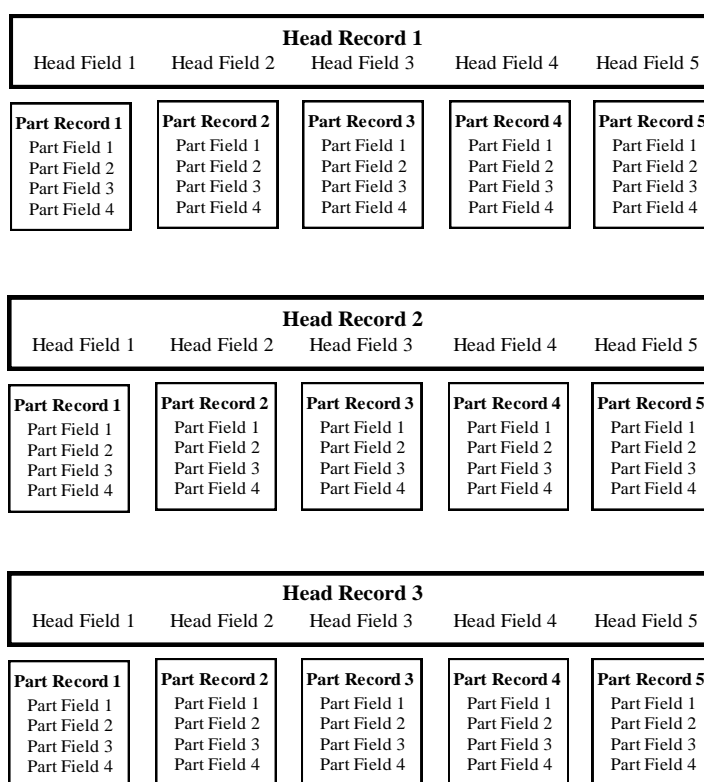 Head Record 1
Head Field 1 Head Field 2 Head Field 3 Head Field 4 Head Field 5
Part Record 1 Part Record 2 Part Record 3 Part Record 4 Part Record 5
Part Field 1 Part Field 1 Part Field 1 Part Field 1 Part Field 1
Part Field 2 Part Field 2 Part Field 2 Part Field 2 Part Field 2
Part Field 3 Part Field 3 Part Field 3 Part Field 3 Part Field 3
Part Field 4 Part Field 4 Part Field 4 Part Field 4 Part Field 4
Head Record 2
Head Field 1 Head Field 2 Head Field 3 Head Field 4 Head Field 5
Part Record 1 Part Record 2 Part Record 3 Part Record 4 Part Record 5
Part Field 1 Part Field 1 Part Field 1 Part Field 1 Part Field 1
Part Field 2 Part Field 2 Part Field 2 Part Field 2 Part Field 2
Part Field 3 Part Field 3 Part Field 3 Part Field 3 Part Field 3
Part Field 4 Part Field 4 Part Field 4 Part Field 4 Part Field 4
Head Record 3
Head Field 1 Head Field 2 Head Field 3 Head Field 4 Head Field 5
Part Record 1 Part Record 2 Part Record 3 Part Record 4 Part Record 5
Part Field 1 Part Field 1 Part Field 1 Part Field 1 Part Field 1
Part Field 2 Part Field 2 Part Field 2 Part Field 2 Part Field 2
Part Field 3 Part Field 3 Part Field 3 Part Field 3 Part Field 3
Part Field 4 Part Field 4 Part Field 4 Part Field 4 Part Field 4